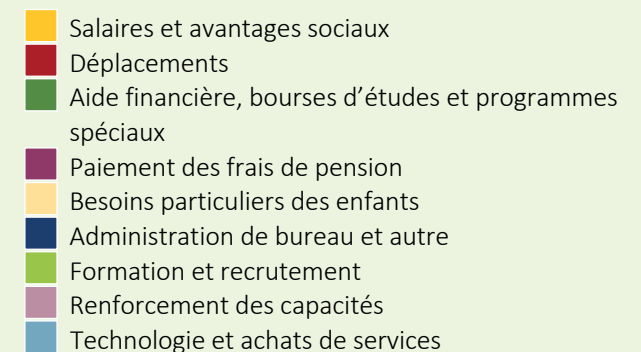 Salaires et avantages sociaux
Déplacements
Aide financière, bourses d’études et programmes
spéciaux
Paiement des frais de pension
Besoins particuliers des enfants
Administration de bureau et autre
Formation et recrutement
Renforcement des capacités
Technologie et achats de services